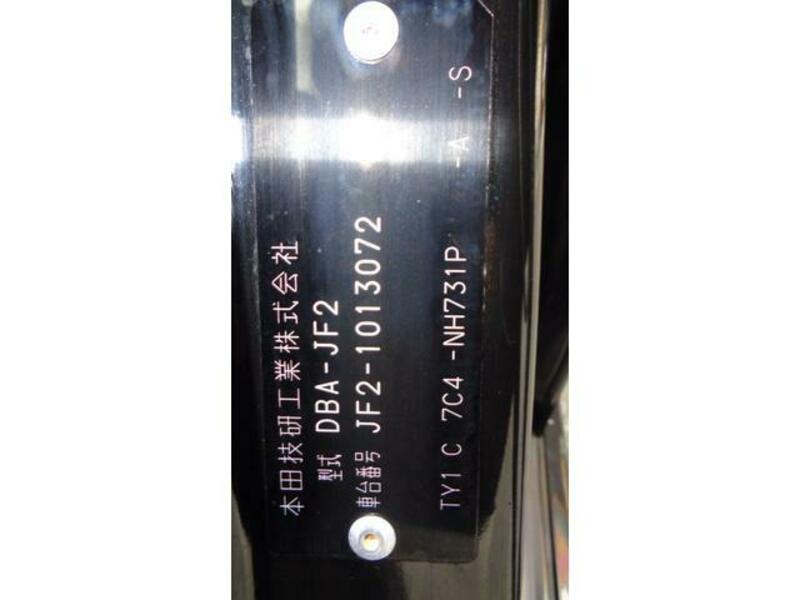 本田技研工業株式会社
型式 DBA-JF2
車台番号 JF2-1013072
TY1 C 7C4 -NH731P -A -S